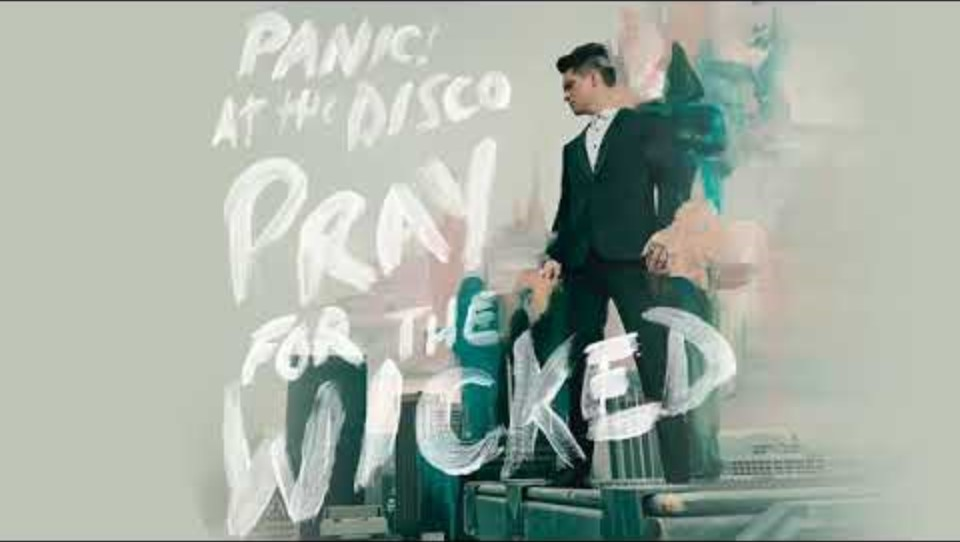 PANIC!
AT the DISCO
PRAY
FOR THE
WICKED